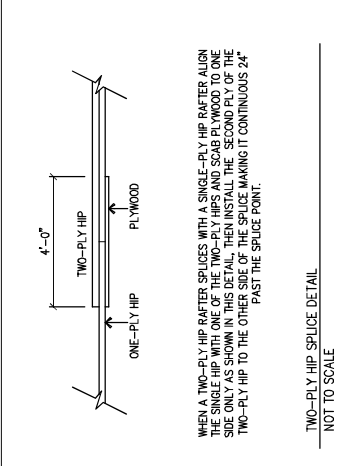 4'-0"
TWO-PLY HIP
ONE-PLY HIP
PLYWOOD
WHEN A TWO-PLY HIP RAFTER SPLICES WITH A SINGLE-PLY HIP RAFTER ALIGN
THE SINGLE HIP WITH ONE OF THE TWO-PLY HIPS AND SCAB PLYWOOD TO ONE
SIDE ONLY AS SHOWN IN THIS DETAIL, THEN INSTALL THE SECOND PLY OF THE
TWO-PLY HIP TO THE OTHER SIDE OF THE SPLICE MAKING IT CONTINUOUS 24"
PAST THE SPLICE POINT.
TWO-PLY HIP SPLICE DETAIL
NOT TO SCALE